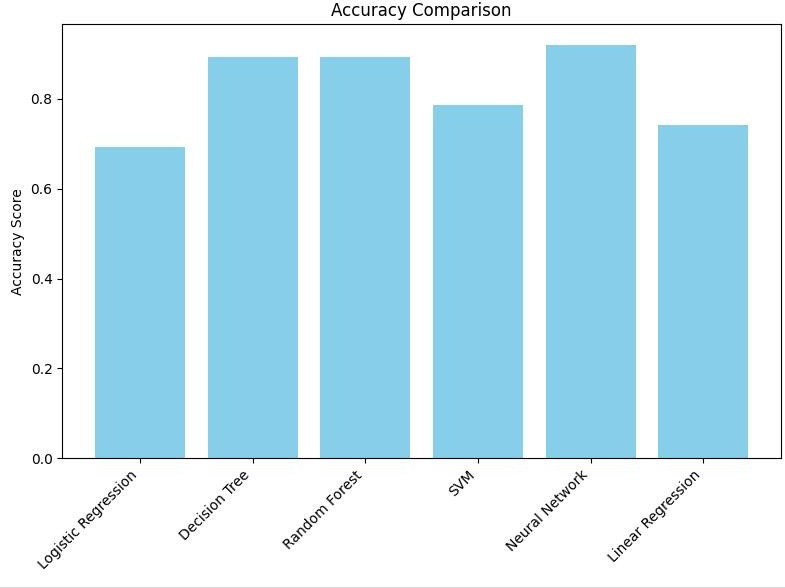 Accuracy Comparison
Accuracy Score
0.8
0.6
0.4
0.2
0.0
Logistic Regression
Decision Tree
Random Forest
SVM
Neural Network
Linear Regression